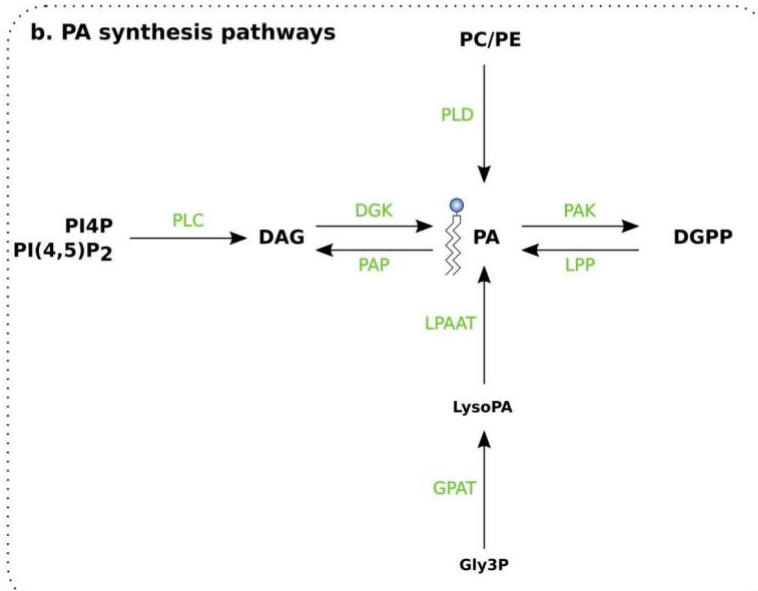 b. PA synthesis pathways
PC/PE
PLD
PI4P
PI(4,5)P2
PLC
DAG
DGK
PAP
PA
PAK
LPP
DGPP
LPAAT
LysoPA
GPAT
Gly3P